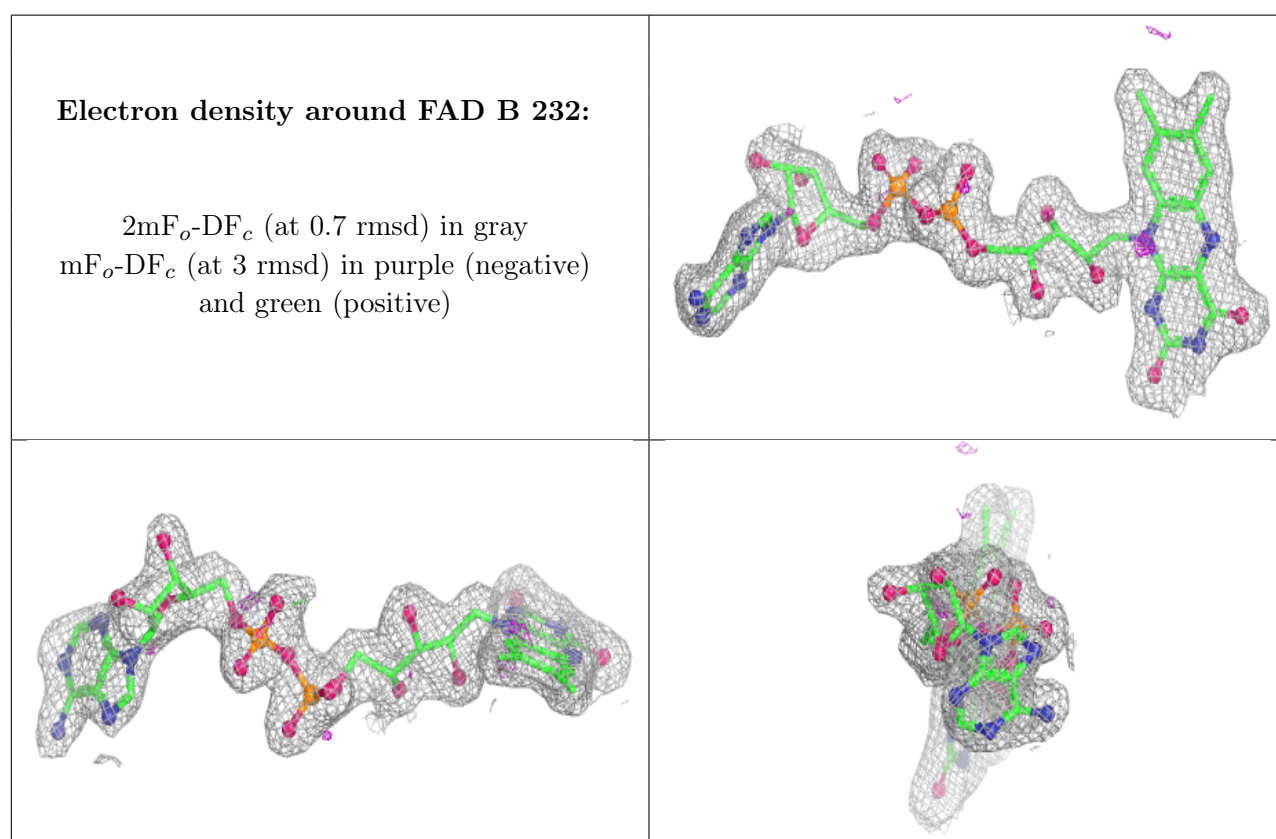 Electron density around FAD B 232:
2mFo-DFc (at 0.7 rmsd) in gray
mFo-DFc (at 3 rmsd) in purple (negative)
and green (positive)